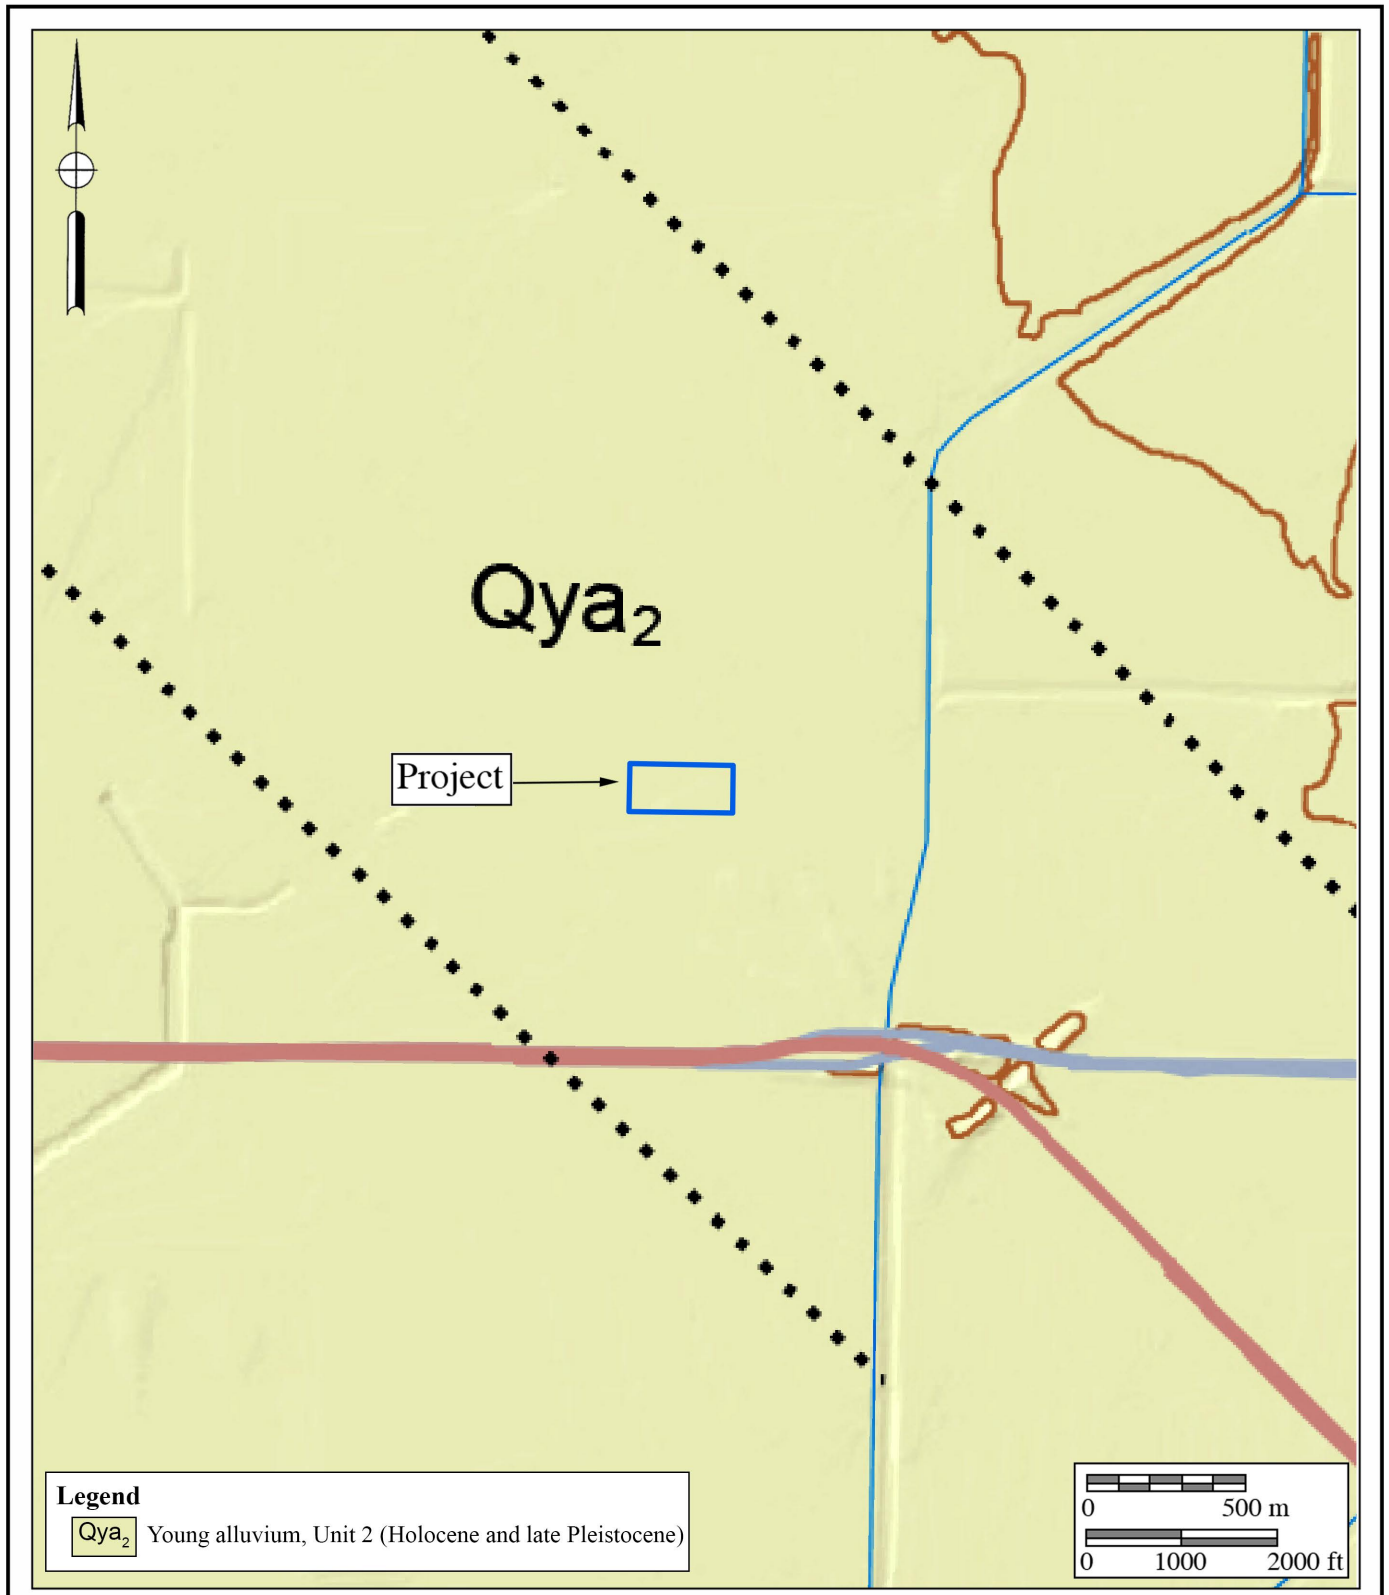 Qya2
Project
Legend
Qya2 Young alluvium, Unit 2 (Holocene and late Pleistocene)
0 500 m
0 1000 2000 ft